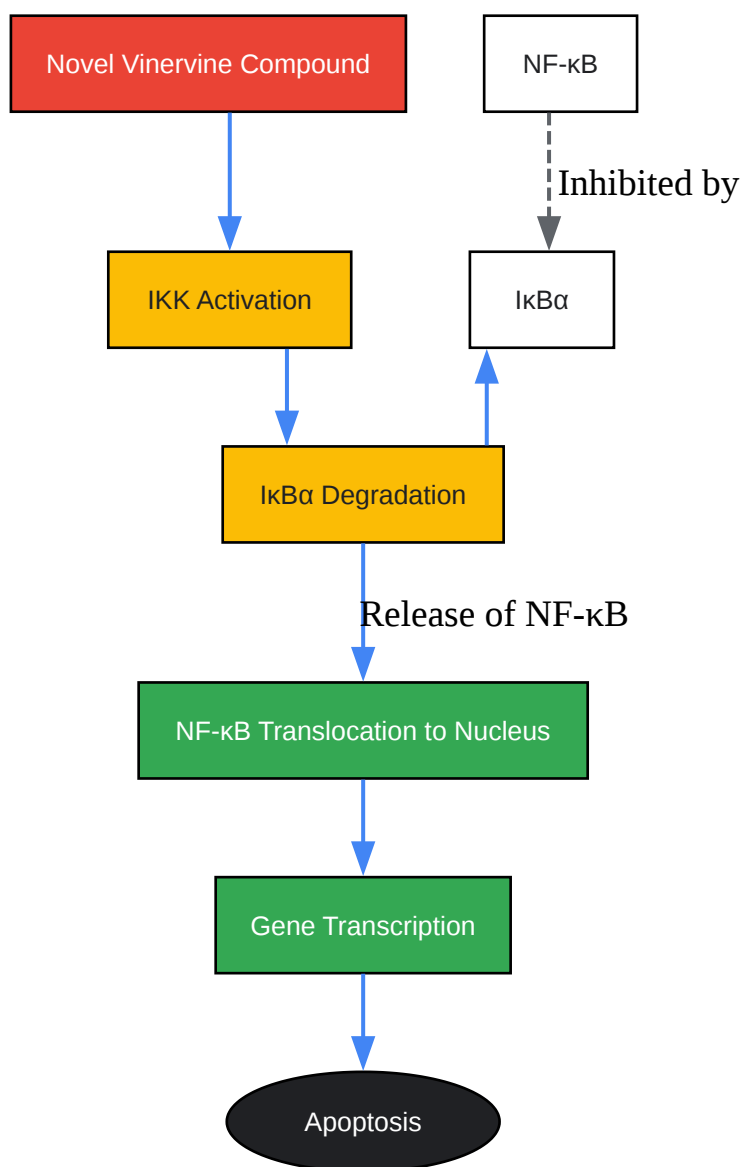 Novel Vinervine Compound
NF-κB
Inhibited by
IKK Activation
IκBα
IκBα Degradation
Release of NF-κB
NF-κB Translocation to Nucleus
Gene Transcription
Apoptosis